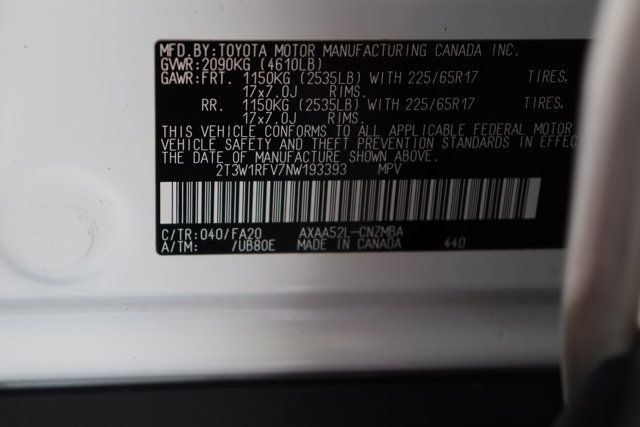 MFD.BY:TOYOTA MOTOR MANUFACTURING CANADA INC.
GVWR:2090KG (4610LB)
GAWR:FRT. 1150KG (2535LB) WITH 225/65R17 TIRES,
17x7.0J RIMS.
RR. 1150KG (2535LB) WITH 225/65R17 TIRES,
17x7.0J RIMS.
THIS VEHICLE CONFORMS TO ALL APPLICABLE FEDERAL MOTOR
VEHICLE SAFETY AND THEFT PREVENTION STANDARDS IN EFFEC
THE DATE OF MANUFACTURE SHOWN ABOVE.
2T3W1RFV7NW193393 MPV
C/TR:040/FA20 AXAA52L-CNZMBA
A/TM: /UB80E MADE IN CANADA 440